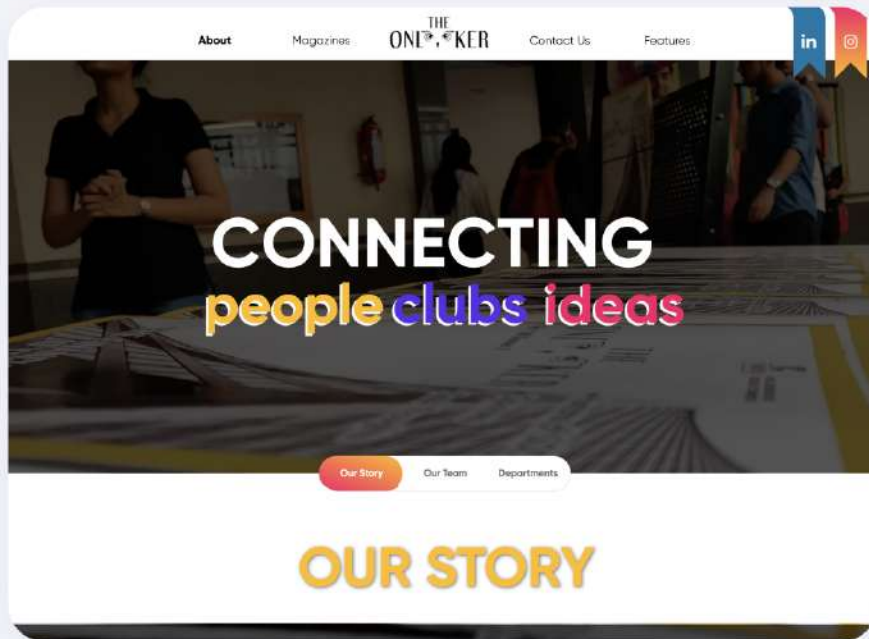 About
Magazines
THE
Contact Us
Features
in
CONNECTING
people clubs ideas
Our Story
Our Team
Departments
OUR STORY